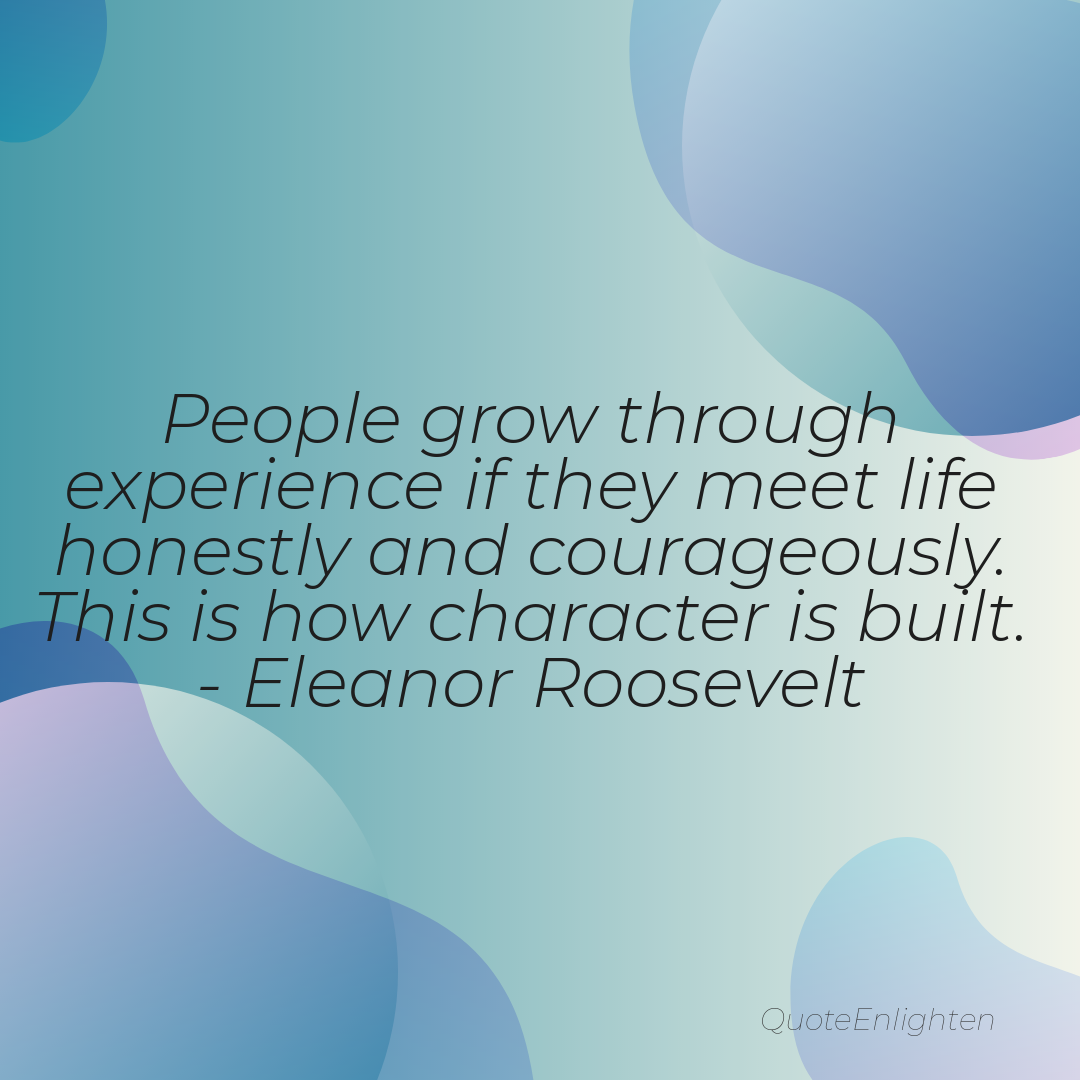 People grow through
experience if they meet life
honestly and courageously.
This is how character is built.
- Eleanor Roosevelt
QuoteEnlighten